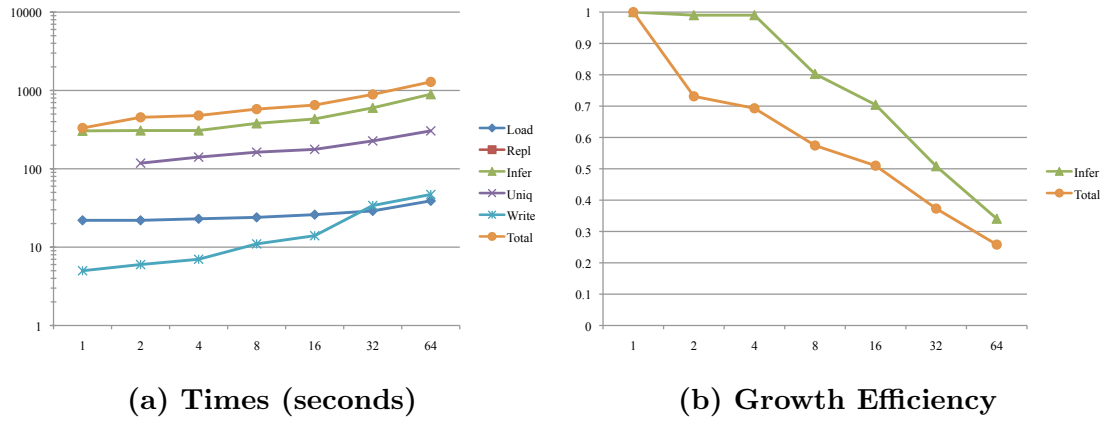 10000
1000
100
10
1
1 2 4 8 16 32 64
Load
Repl
Infer
Uniq
Write
Total
(a) Times (seconds)
1
0.9
0.8
0.7
0.6
0.5
0.4
0.3
0.2
0.1
0
1 2 4 8 16 32 64
Infer
Total
(b) Growth Efficiency